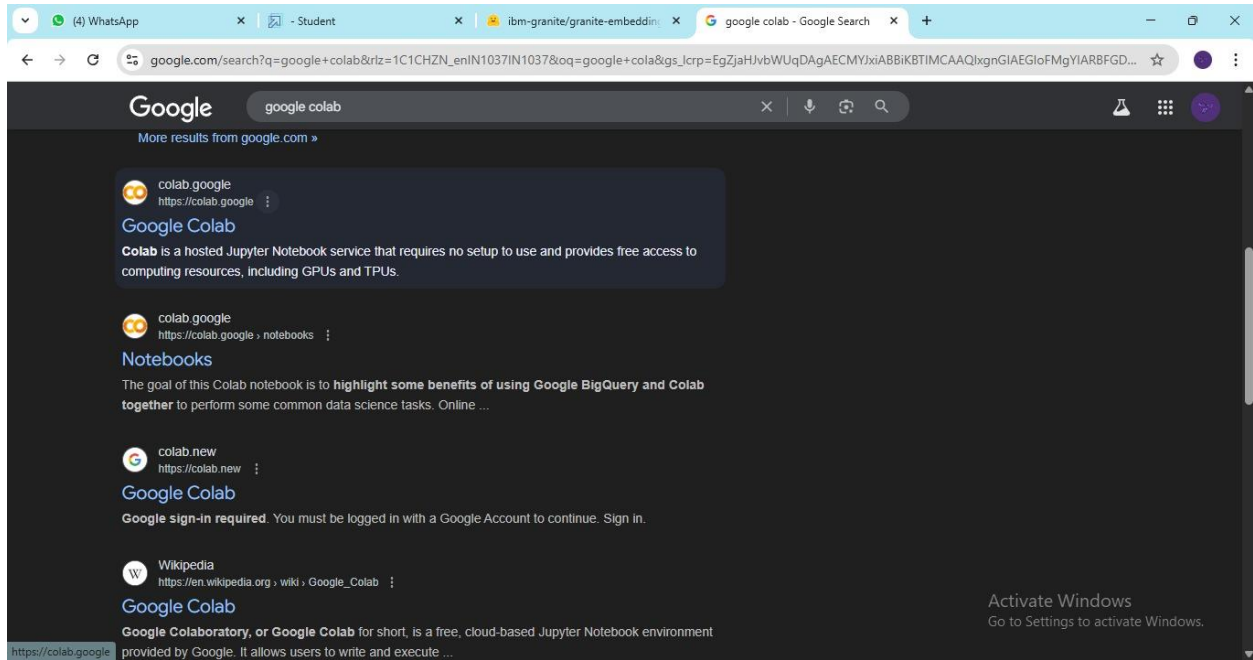 (4) WhatsApp
- Student
ibm-granite/granite-embedding
google colab - Google Search
google.com/search?q=google+colab&rlz=1C1CHZN_enIN1037IN1037&oq=google+cola&gs_lcrp=EgZjaHJvbWUqDAgAECMYJxiABBiKBTIMCAAQIxgnGIAEGIoFMgYIARBFGD...
Google
google colab
More results from google.com »
colab.google
https://colab.google
Google Colab
Colab is a hosted Jupyter Notebook service that requires no setup to use and provides free access to
computing resources, including GPUs and TPUs.
colab.google
https://colab.google › notebooks
Notebooks
The goal of this Colab notebook is to highlight some benefits of using Google BigQuery and Colab
together to perform some common data science tasks. Online ...
colab.new
https://colab.new
Google Colab
Google sign-in required. You must be logged in with a Google Account to continue. Sign in.
Wikipedia
https://en.wikipedia.org › wiki › Google_Colab
Google Colab
Google Colaboratory, or Google Colab for short, is a free, cloud-based Jupyter Notebook environment
provided by Google. It allows users to write and execute ...
https://colab.google
Activate Windows
Go to Settings to activate Windows.